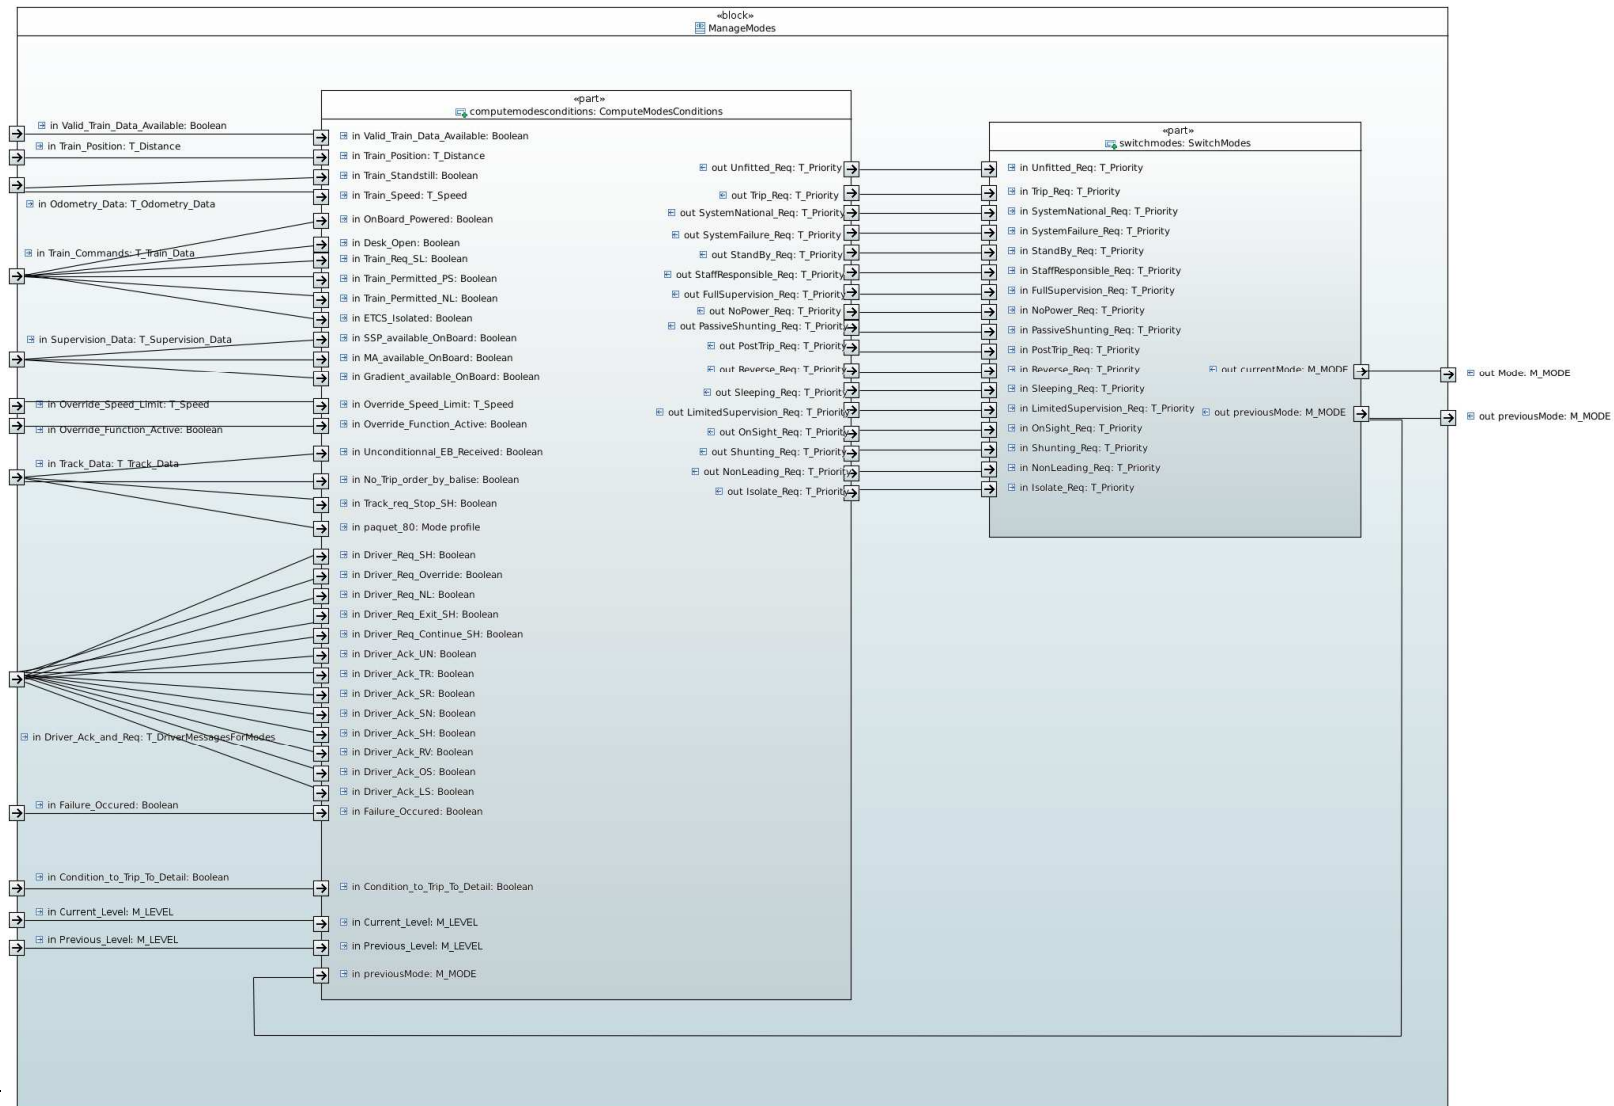 «block»
ManageModes
«part»
computemodesconditions: ComputeModesConditions
«part»
switchmodes: SwitchModes
in Valid_Train_Data_Available: Boolean
in Train_Position: T_Distance
in Odometry_Data: T_Odometry_Data
in Train_Commands: T_Train_Data
in Supervision_Data: T_Supervision_Data
in Override_Speed_Limit: T_Speed
in Override_Function_Active: Boolean
in Track_Data: T_Track_Data
in Driver_Ack_and_Req: T_DriverMessagesForModes
in Failure_Occured: Boolean
in Condition_to_Trip_To_Detail: Boolean
in Current_Level: M_LEVEL
in Previous_Level: M_LEVEL
in Valid_Train_Data_Available: Boolean
in Train_Position: T_Distance
in Train_Standstill: Boolean
in Train_Speed: T_Speed
in OnBoard_Powered: Boolean
in Desk_Open: Boolean
in Train_Req_SL: Boolean
in Train_Permitted_PS: Boolean
in Train_Permitted_NL: Boolean
in ETCS_Isolated: Boolean
in SSP_available_OnBoard: Boolean
in MA_available_OnBoard: Boolean
in Gradient_available_OnBoard: Boolean
in Override_Speed_Limit: T_Speed
in Override_Function_Active: Boolean
in Unconditionnal_EB_Received: Boolean
in No_Trip_order_by_balise: Boolean
in Track_req_Stop_SH: Boolean
in paquet_80: Mode profile
in Driver_Req_SH: Boolean
in Driver_Req_Override: Boolean
in Driver_Req_NL: Boolean
in Driver_Req_Exit_SH: Boolean
in Driver_Req_Continue_SH: Boolean
in Driver_Ack_UN: Boolean
in Driver_Ack_TR: Boolean
in Driver_Ack_SR: Boolean
in Driver_Ack_SN: Boolean
in Driver_Ack_SH: Boolean
in Driver_Ack_RV: Boolean
in Driver_Ack_OS: Boolean
in Driver_Ack_LS: Boolean
in Failure_Occured: Boolean
in Condition_to_Trip_To_Detail: Boolean
in Current_Level: M_LEVEL
in Previous_Level: M_LEVEL
in previousMode: M_MODE
out Unfitted_Req: T_Priority
out Trip_Req: T_Priority
out SystemNational_Req: T_Priority
out SystemFailure_Req: T_Priority
out StandBy_Req: T_Priority
out StaffResponsible_Req: T_Priority
out FullSupervision_Req: T_Priority
out NoPower_Req: T_Priority
out PassiveShunting_Req: T_Priority
out PostTrip_Req: T_Priority
out Reverse_Req: T_Priority
out Sleeping_Req: T_Priority
out LimitedSupervision_Req: T_Priority
out OnSight_Req: T_Priority
out Shunting_Req: T_Priority
out NonLeading_Req: T_Priority
out Isolate_Req: T_Priority
in Unfitted_Req: T_Priority
in Trip_Req: T_Priority
in SystemNational_Req: T_Priority
in SystemFailure_Req: T_Priority
in StandBy_Req: T_Priority
in StaffResponsible_Req: T_Priority
in FullSupervision_Req: T_Priority
in NoPower_Req: T_Priority
in PassiveShunting_Req: T_Priority
in PostTrip_Req: T_Priority
in Reverse_Req: T_Priority
in Sleeping_Req: T_Priority
in LimitedSupervision_Req: T_Priority
in OnSight_Req: T_Priority
in Shunting_Req: T_Priority
in NonLeading_Req: T_Priority
in Isolate_Req: T_Priority
out currentMode: M_MODE
out previousMode: M_MODE
out Mode: M_MODE
out previousMode: M_MODE